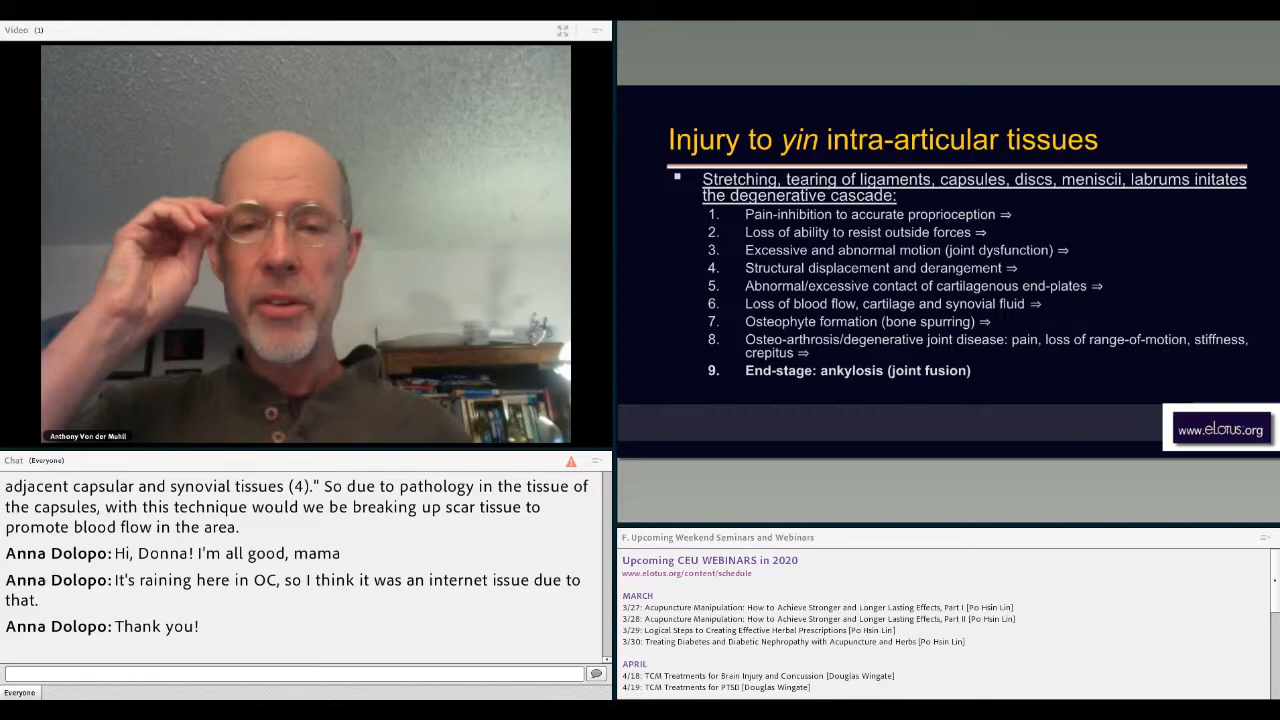 Video (1)
Anthony Von der Muhll
Chat (Everyone)
adjacent capsular and synovial tissues (4)." So due to pathology in the tissue of
the capsules, with this technique would we be breaking up scar tissue to
promote blood flow in the area.
Anna Dolopo: Hi, Donna! I'm all good, mama
Anna Dolopo: It's raining here in OC, so I think it was an internet issue due to
that.
Anna Dolopo: Thank you!
Everyone
Injury to yin intra-articular tissues
▪ Stretching, tearing of ligaments, capsules, discs, meniscii, labrums initates
the degenerative cascade:
1. Pain-inhibition to accurate proprioception ⇒
2. Loss of ability to resist outside forces ⇒
3. Excessive and abnormal motion (joint dysfunction) ⇒
4. Structural displacement and derangement ⇒
5. Abnormal/excessive contact of cartilagenous end-plates ⇒
6. Loss of blood flow, cartilage and synovial fluid ⇒
7. Osteophyte formation (bone spurring) ⇒
8. Osteo-arthrosis/degenerative joint disease: pain, loss of range-of-motion, stiffness,
crepitus ⇒
9. End-stage: ankylosis (joint fusion)
www.eLotus.org
F. Upcoming Weekend Seminars and Webinars
Upcoming CEU WEBINARS in 2020
www.elotus.org/content/schedule
MARCH
3/27: Acupuncture Manipulation: How to Achieve Stronger and Longer Lasting Effects, Part I [Po Hsin Lin]
3/28: Acupuncture Manipulation: How to Achieve Stronger and Longer Lasting Effects, Part II [Po Hsin Lin]
3/29: Logical Steps to Creating Effective Herbal Prescriptions [Po Hsin Lin]
3/30: Treating Diabetes and Diabetic Nephropathy with Acupuncture and Herbs [Po Hsin Lin]
APRIL
4/18: TCM Treatments for Brain Injury and Concussion [Douglas Wingate]
4/19: TCM Treatments for PTSD [Douglas Wingate]